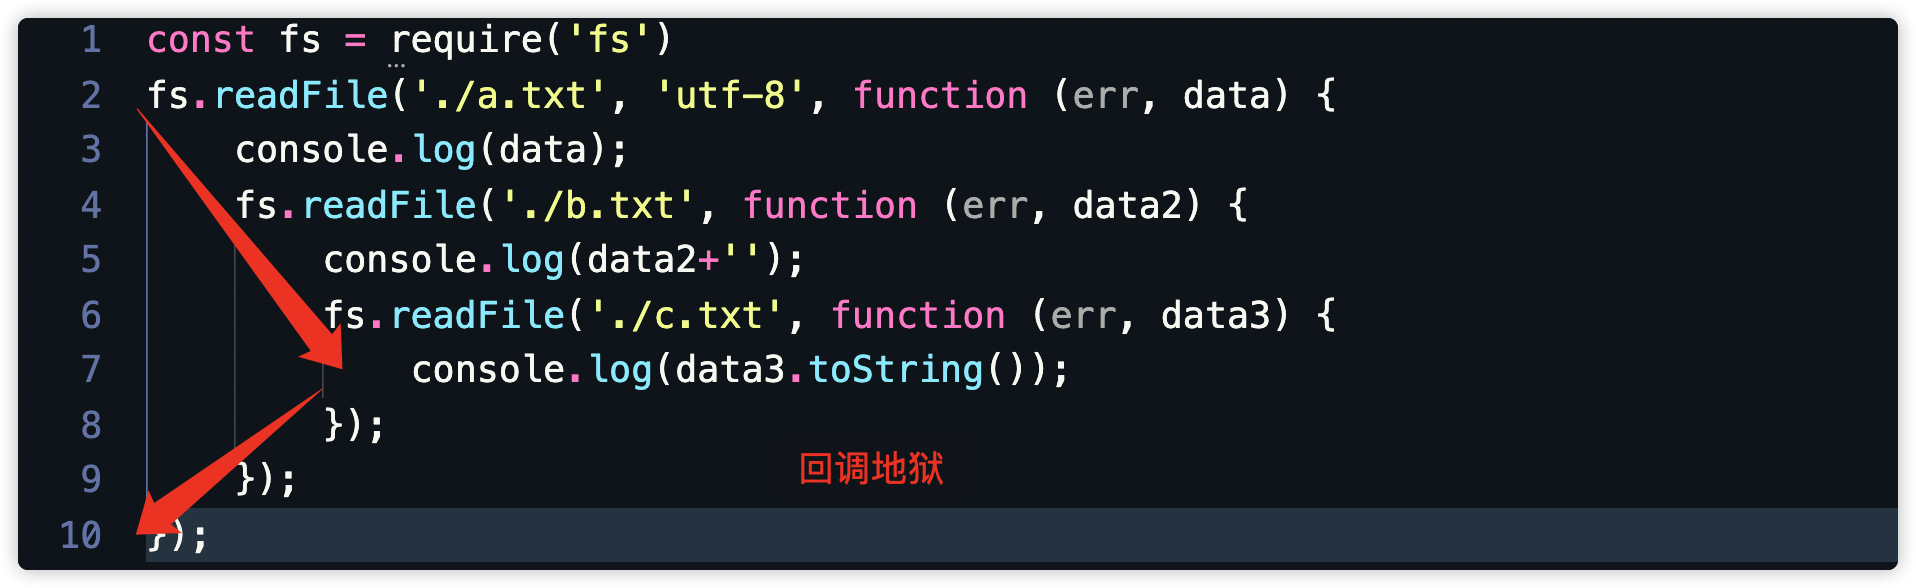 1 const fs = require('fs')
2 fs.readFile('./a.txt', 'utf-8', function (err, data) {
3 console.log(data);
4 fs.readFile('./b.txt', function (err, data2) {
5 console.log(data2+'');
6 fs.readFile('./c.txt', function (err, data3) {
7 console.log(data3.toString());
8 });
9 });
回调地狱
10 });